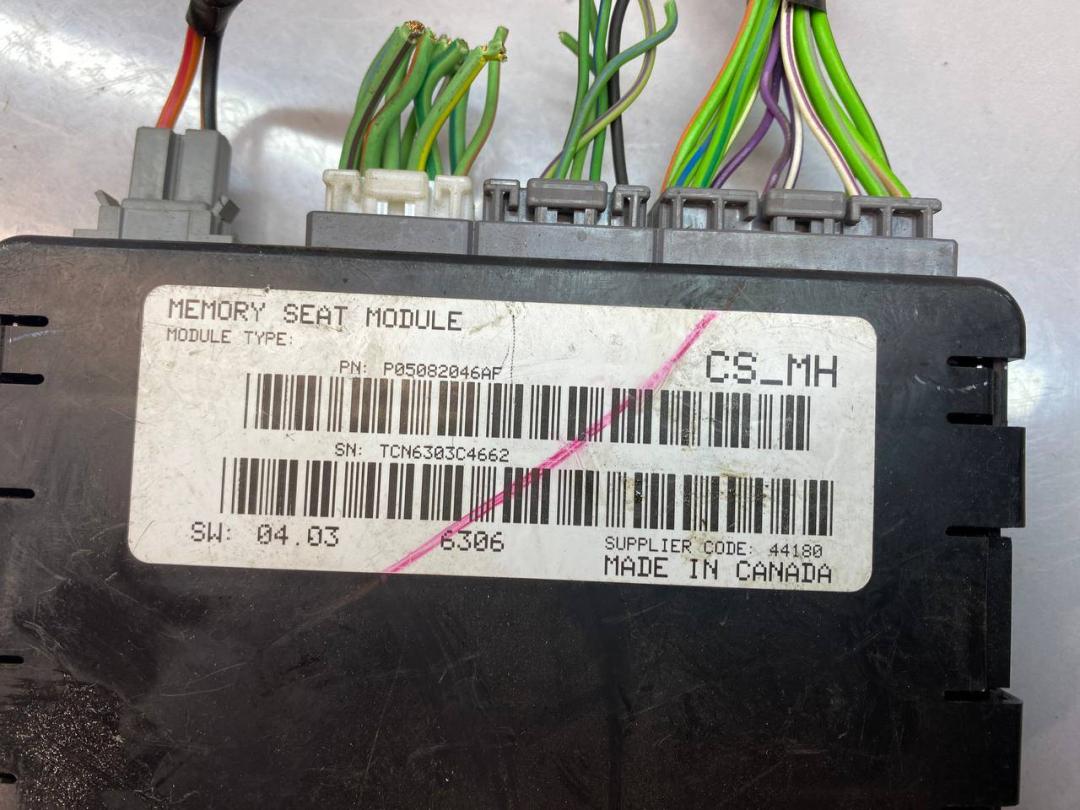 MEMORY SEAT MODULE
MODULE TYPE:
CS_MH
PN: P05082046AF
SN: TCN6303C4662
SW: 04.03 6306
SUPPLIER CODE: 44180
MADE IN CANADA